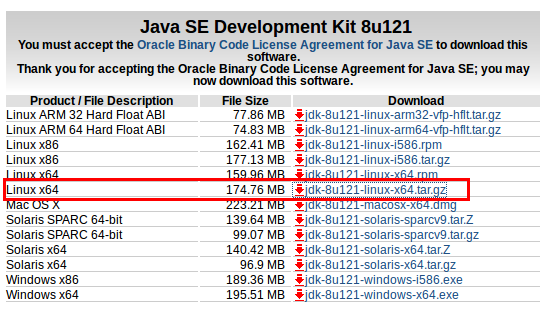 Java SE Development Kit 8u121
You must accept the Oracle Binary Code License Agreement for Java SE to download this
software.
Thank you for accepting the Oracle Binary Code License Agreement for Java SE; you may
now download this software.
Product / File Description File Size Download
Linux ARM 32 Hard Float ABI 77.86 MB jdk-8u121-linux-arm32-vfp-hflt.tar.gz
Linux ARM 64 Hard Float ABI 74.83 MB jdk-8u121-linux-arm64-vfp-hflt.tar.gz
Linux x86 162.41 MB jdk-8u121-linux-i586.rpm
Linux x86 177.13 MB jdk-8u121-linux-i586.tar.gz
Linux x64 159.96 MB jdk-8u121-linux-x64.rpm
Linux x64 174.76 MB jdk-8u121-linux-x64.tar.gz
Mac OS X 223.21 MB jdk-8u121-macosx-x64.dmg
Solaris SPARC 64-bit 139.64 MB jdk-8u121-solaris-sparcv9.tar.Z
Solaris SPARC 64-bit 99.07 MB jdk-8u121-solaris-sparcv9.tar.gz
Solaris x64 140.42 MB jdk-8u121-solaris-x64.tar.Z
Solaris x64 96.9 MB jdk-8u121-solaris-x64.tar.gz
Windows x86 189.36 MB jdk-8u121-windows-i586.exe
Windows x64 195.51 MB jdk-8u121-windows-x64.exe